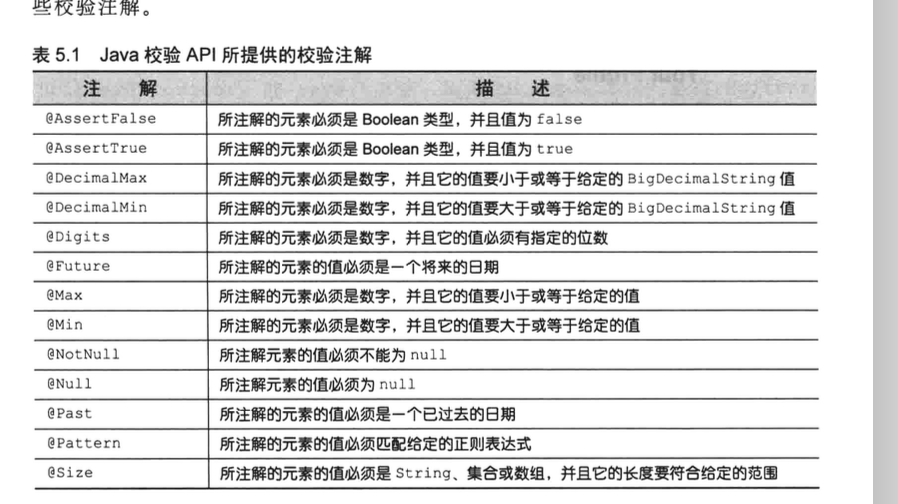 些校验注解。
表 5.1 Java 校验 API 所提供的校验注解
注 解 描 述
@AssertFalse 所注解的元素必须是 Boolean 类型，并且值为 false
@AssertTrue 所注解的元素必须是 Boolean 类型，并且值为 true
@DecimalMax 所注解的元素必须是数字，并且它的值要小于或等于给定的 BigDecimalString 值
@DecimalMin 所注解的元素必须是数字，并且它的值要大于或等于给定的 BigDecimalString 值
@Digits 所注解的元素必须是数字，并且它的值必须有指定的位数
@Future 所注解的元素的值必须是一个将来的日期
@Max 所注解的元素必须是数字，并且它的值要小于或等于给定的值
@Min 所注解的元素必须是数字，并且它的值要大于或等于给定的值
@NotNull 所注解元素的值必须不能为 null
@Null 所注解元素的值必须为 null
@Past 所注解的元素的值必须是一个已过去的日期
@Pattern 所注解的元素的值必须匹配给定的正则表达式
@Size 所注解的元素的值必须是 String、集合或数组，并且它的长度要符合给定的范围